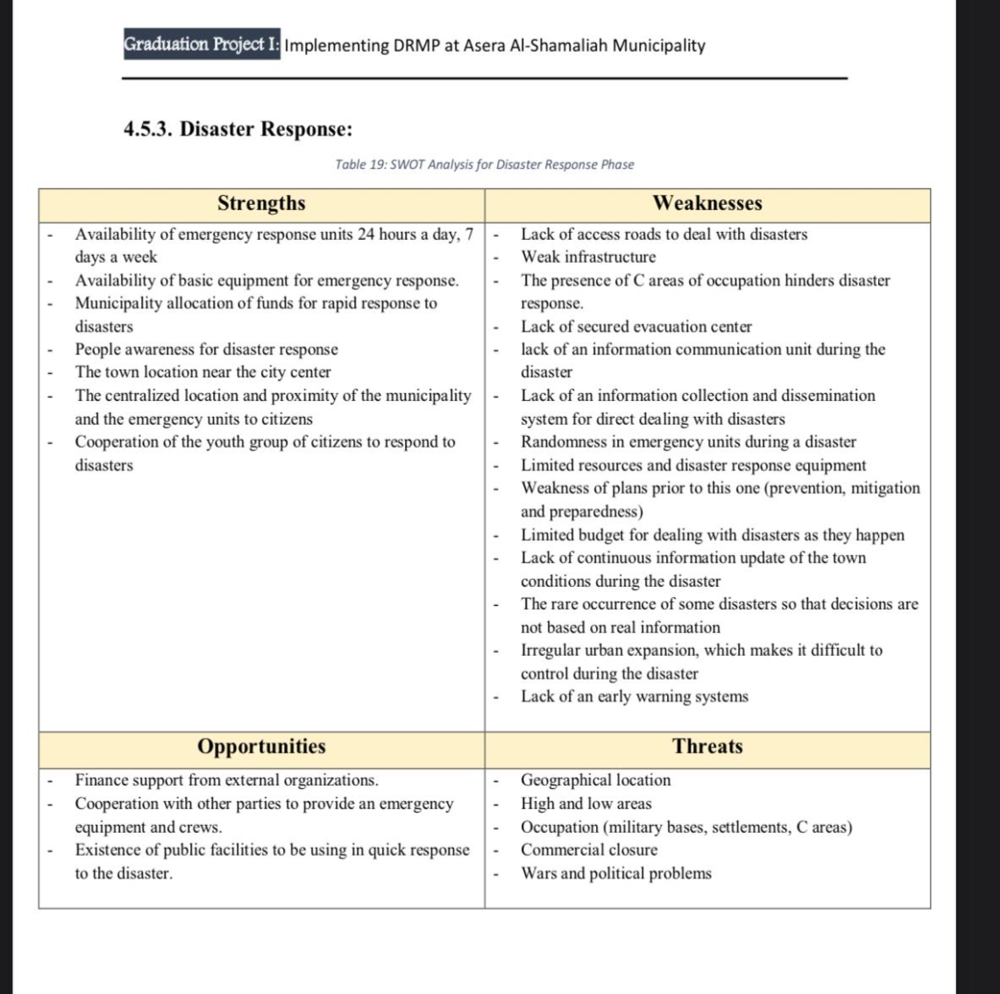 Graduation Project I: Implementing DRMP at Asera Al-Shamaliah Municipality
4.5.3. Disaster Response:
Table 19: SWOT Analysis for Disaster Response Phase
Strengths
- Availability of emergency response units 24 hours a day, 7
days a week
- Availability of basic equipment for emergency response.
- Municipality allocation of funds for rapid response to
disasters
- People awareness for disaster response
- The town location near the city center
- The centralized location and proximity of the municipality
and the emergency units to citizens
- Cooperation of the youth group of citizens to respond to
disasters
Weaknesses
- Lack of access roads to deal with disasters
- Weak infrastructure
- The presence of C areas of occupation hinders disaster
response.
- Lack of secured evacuation center
- lack of an information communication unit during the
disaster
- Lack of an information collection and dissemination
system for direct dealing with disasters
- Randomness in emergency units during a disaster
- Limited resources and disaster response equipment
- Weakness of plans prior to this one (prevention, mitigation
and preparedness)
- Limited budget for dealing with disasters as they happen
- Lack of continuous information update of the town
conditions during the disaster
- The rare occurrence of some disasters so that decisions are
not based on real information
- Irregular urban expansion, which makes it difficult to
control during the disaster
- Lack of an early warning systems
Opportunities
- Finance support from external organizations.
- Cooperation with other parties to provide an emergency
equipment and crews.
- Existence of public facilities to be using in quick response
to the disaster.
Threats
- Geographical location
- High and low areas
- Occupation (military bases, settlements, C areas)
- Commercial closure
- Wars and political problems